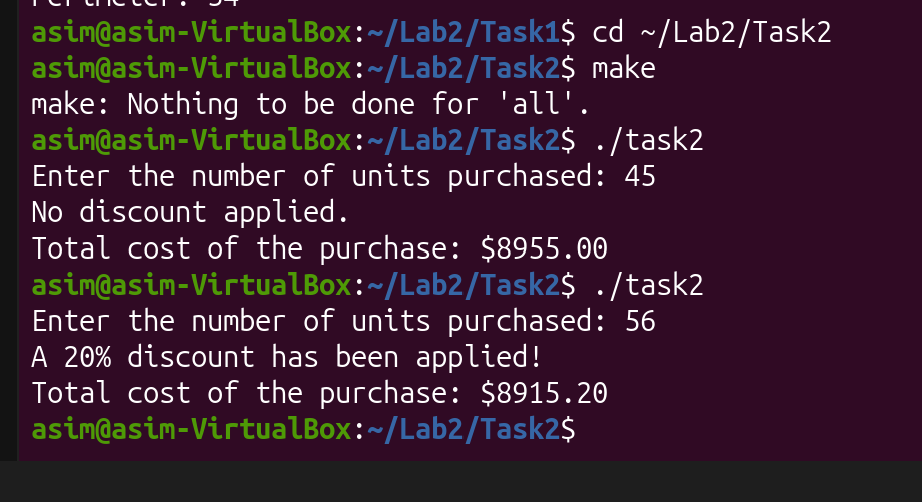 Perimeter: 54
asim@asim-VirtualBox:~/Lab2/Task1$ cd ~/Lab2/Task2
asim@asim-VirtualBox:~/Lab2/Task2$ make
make: Nothing to be done for 'all'.
asim@asim-VirtualBox:~/Lab2/Task2$ ./task2
Enter the number of units purchased: 45
No discount applied.
Total cost of the purchase: $8955.00
asim@asim-VirtualBox:~/Lab2/Task2$ ./task2
Enter the number of units purchased: 56
A 20% discount has been applied!
Total cost of the purchase: $8915.20
asim@asim-VirtualBox:~/Lab2/Task2$